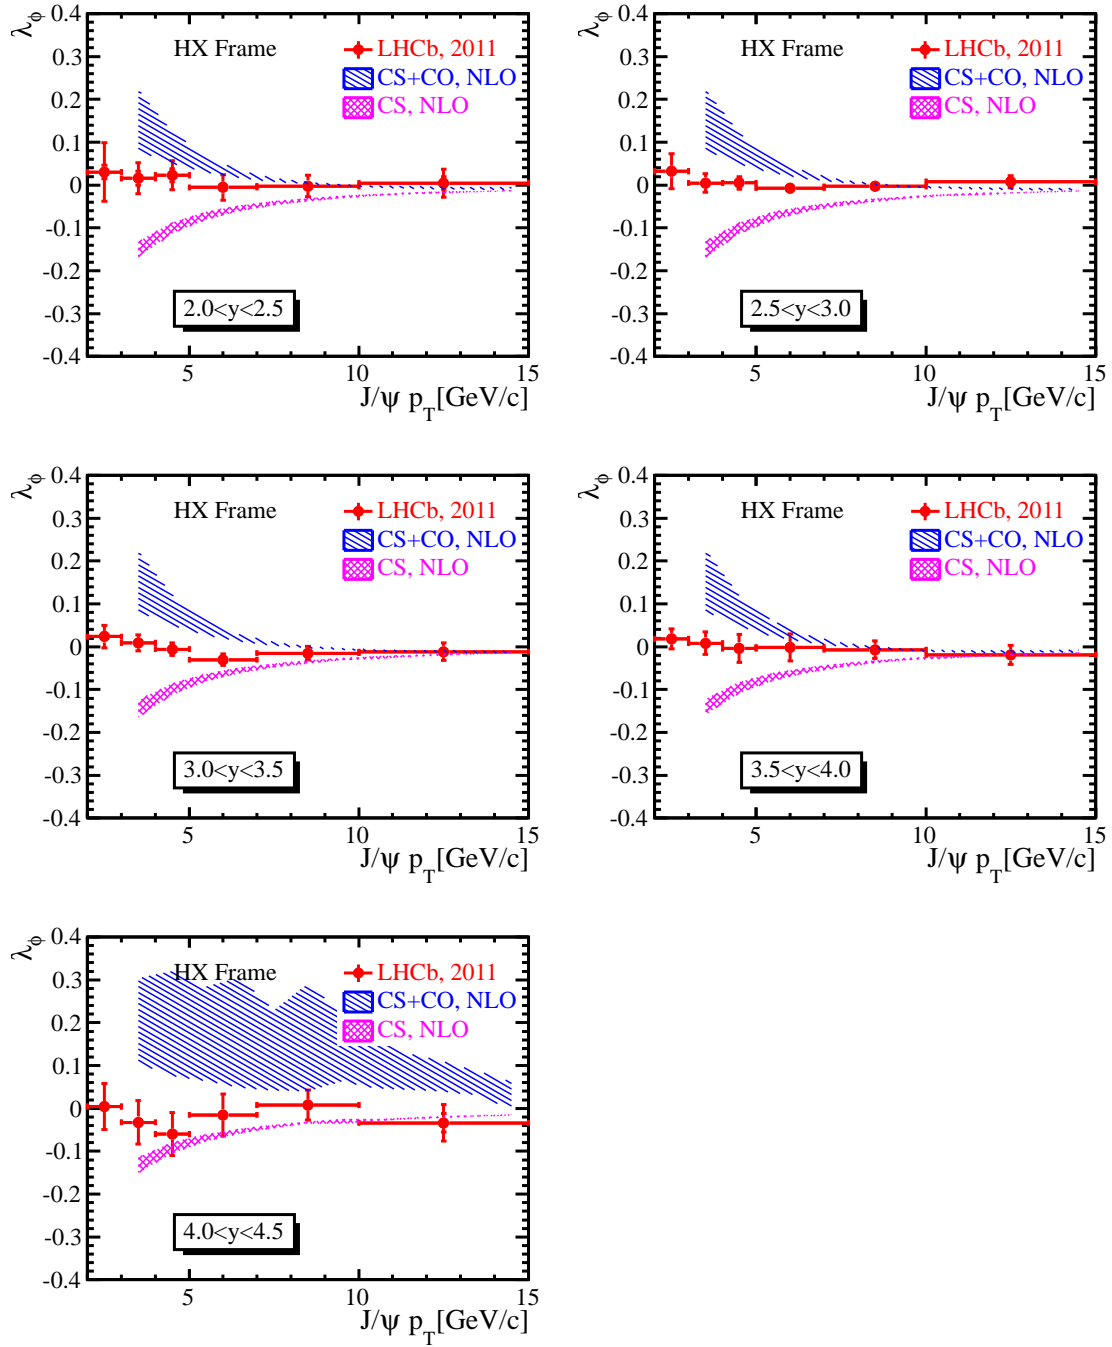 λϕ
0.4
0.3
0.2
0.1
0
-0.1
-0.2
-0.3
-0.4
HX Frame
LHCb, 2011
CS+CO, NLO
CS, NLO
2.0<y<2.5
5 10 15
J/ψ pT[GeV/c]
λϕ
0.4
0.3
0.2
0.1
0
-0.1
-0.2
-0.3
-0.4
HX Frame
LHCb, 2011
CS+CO, NLO
CS, NLO
2.5<y<3.0
5 10 15
J/ψ pT[GeV/c]
λϕ
0.4
0.3
0.2
0.1
0
-0.1
-0.2
-0.3
-0.4
HX Frame
LHCb, 2011
CS+CO, NLO
CS, NLO
3.0<y<3.5
5 10 15
J/ψ pT[GeV/c]
λϕ
0.4
0.3
0.2
0.1
0
-0.1
-0.2
-0.3
-0.4
HX Frame
LHCb, 2011
CS+CO, NLO
CS, NLO
3.5<y<4.0
5 10 15
J/ψ pT[GeV/c]
λϕ
0.4
0.3
0.2
0.1
0
-0.1
-0.2
-0.3
-0.4
HX Frame
LHCb, 2011
CS+CO, NLO
CS, NLO
4.0<y<4.5
5 10 15
J/ψ pT[GeV/c]